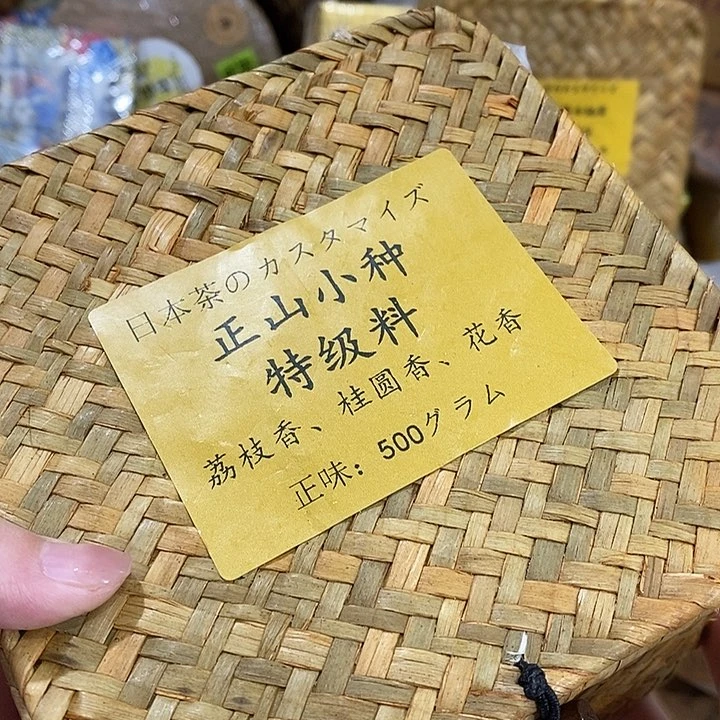 日本茶のカスタマイズ
正山小种
特级料
荔枝香、桂圆香、花香
正味: 500グラム